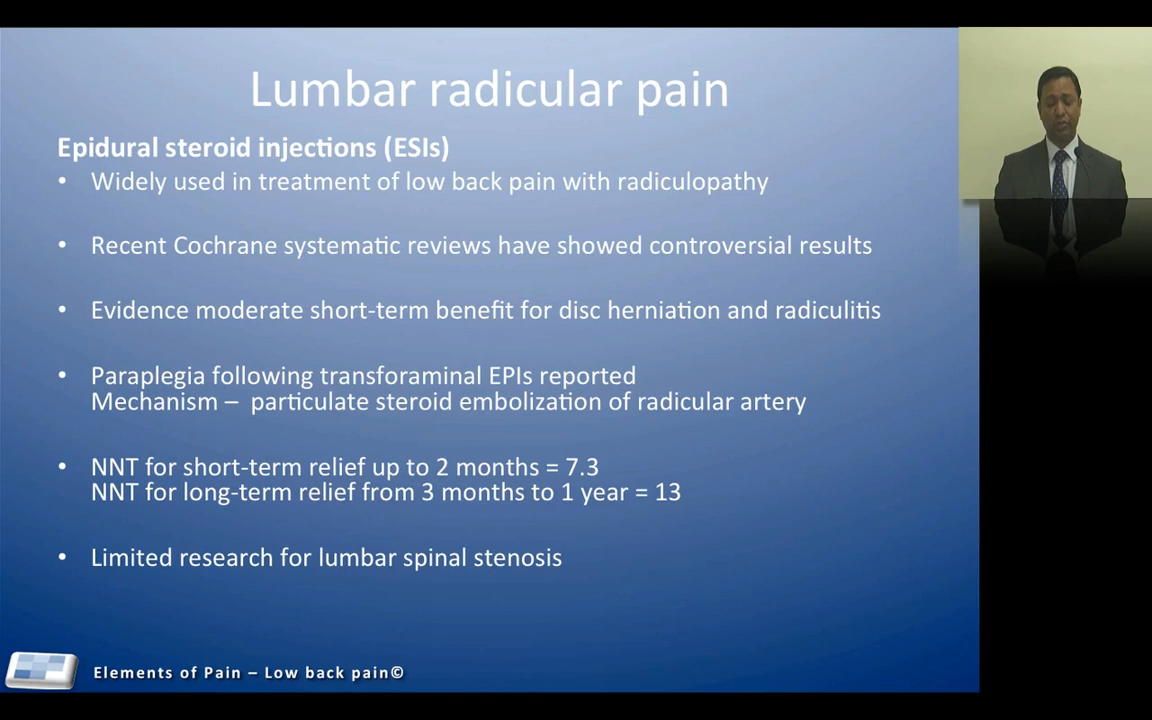 Lumbar radicular pain
Epidural steroid injections (ESIs)
• Widely used in treatment of low back pain with radiculopathy
• Recent Cochrane systematic reviews have showed controversial results
• Evidence moderate short-term benefit for disc herniation and radiculitis
• Paraplegia following transforaminal EPIs reported
Mechanism – particulate steroid embolization of radicular artery
• NNT for short-term relief up to 2 months = 7.3
NNT for long-term relief from 3 months to 1 year = 13
• Limited research for lumbar spinal stenosis
Elements of Pain – Low back pain©